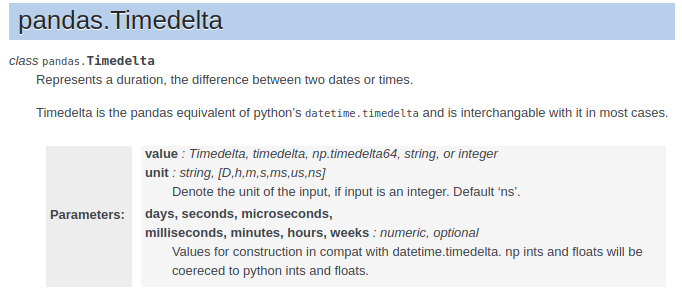 pandas.Timedelta
class pandas.Timedelta
Represents a duration, the difference between two dates or times.
Timedelta is the pandas equivalent of python's datetime.timedelta and is interchangable with it in most cases.
Parameters:
value : Timedelta, timedelta, np.timedelta64, string, or integer
unit : string, [D,h,m,s,ms,us,ns]
Denote the unit of the input, if input is an integer. Default ‘ns’.
days, seconds, microseconds,
milliseconds, minutes, hours, weeks : numeric, optional
Values for construction in compat with datetime.timedelta. np ints and floats will be
coereced to python ints and floats.